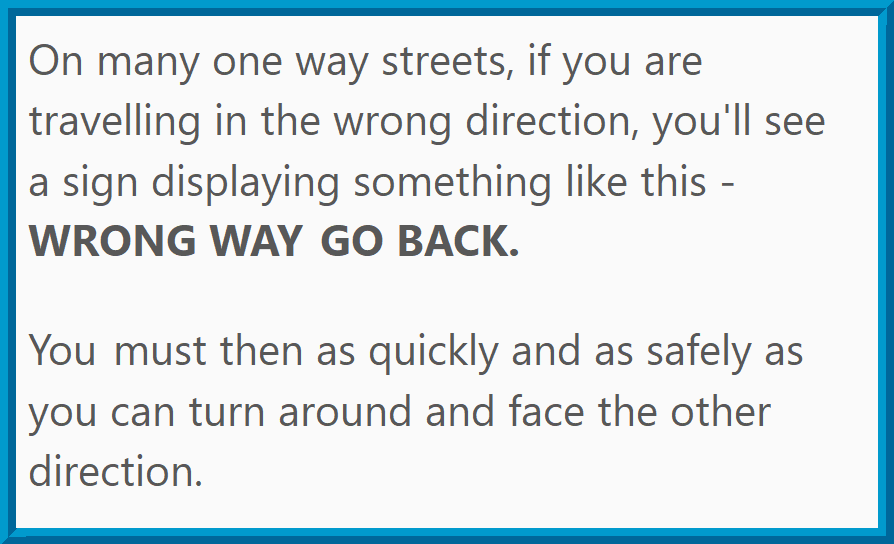 On many one way streets, if you are
travelling in the wrong direction, you'll see
a sign displaying something like this -
WRONG WAY GO BACK.
You must then as quickly and as safely as
you can turn around and face the other
direction.